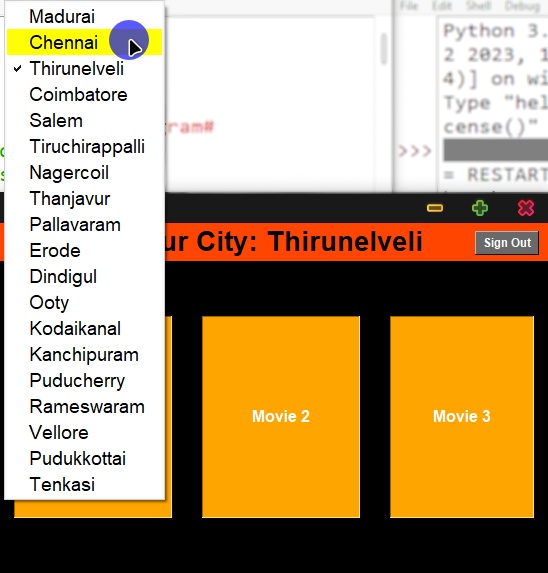 Madurai
Chennai
Thirunelveli
Coimbatore
Salem
Tiruchirappalli
Nagercoil
Thanjavur
Pallavaram
Erode
Dindigul
Ooty
Kodaikanal
Kanchipuram
Puducherry
Rameswaram
Vellore
Pudukkottai
Tenkasi
ram#
File Edit Shell Debug
Python 3.
2 2023, 1
4)] on wi
Type "hel
cense()"
>>>
= RESTART
ur City: Thirunelveli
Sign Out
Movie 2
Movie 3